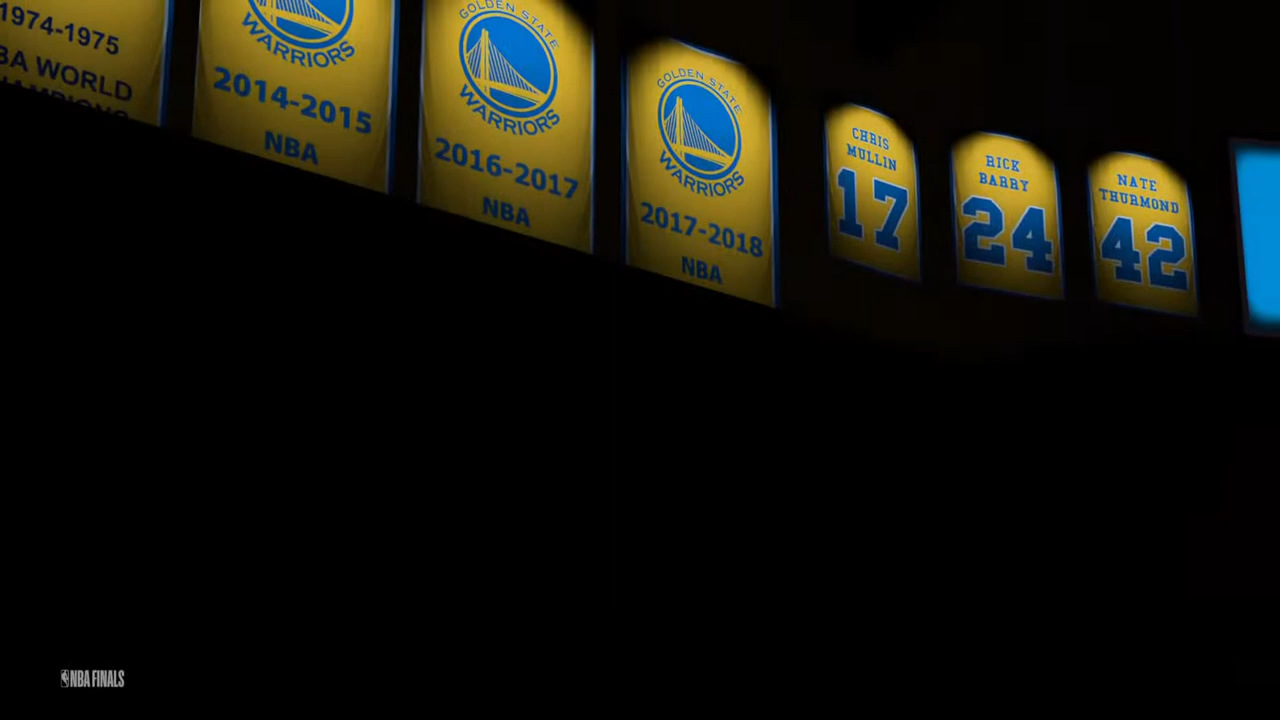 1974-1975
BA WORLD
GOLDEN STATE
WARRIORS
2014-2015
NBA
WARRIORS
2016-2017
NBA
GOLDEN STATE
WARRIORS
2017-2018
NBA
CHRIS
MULLIN
17
RICK
BARRY
24
NATE
THURMOND
42
NBA FINALS